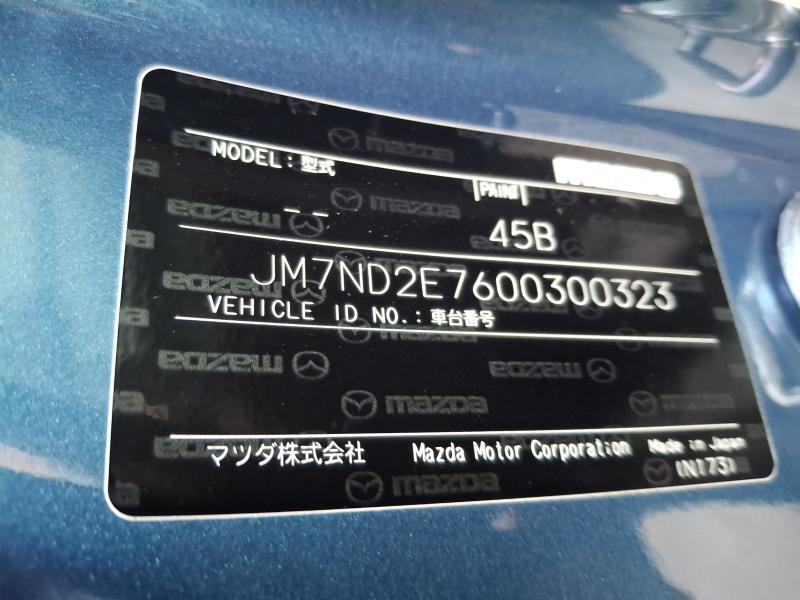 MODEL : 型式
PAINT
45B
JM7ND2E7600300323
VEHICLE ID NO. : 車台番号
マツダ株式会社 Mazda Motor Corporation Made in Japan
(N173)